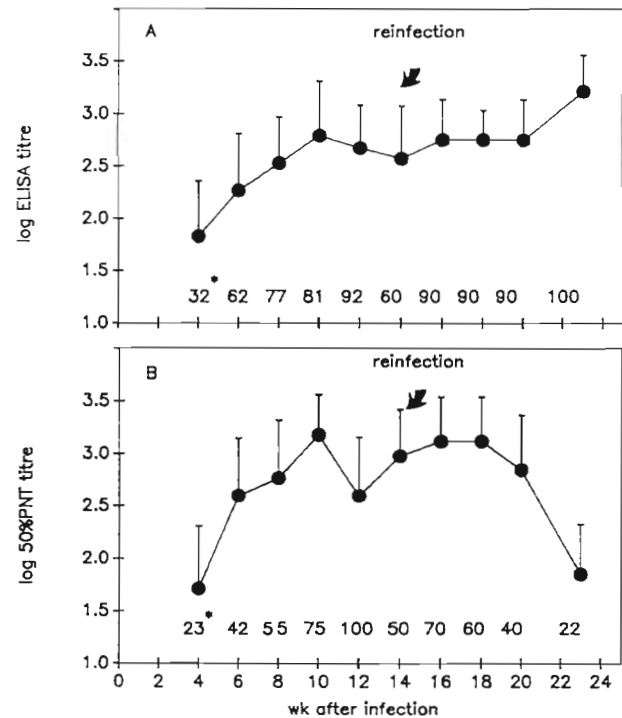 A
reinfection
log ELISA titre
3.5
3.0
2.5
2.0
1.5
1.0
32* 62 77 81 92 60 90 90 90 100
B
reinfection
log 50%PNT titre
3.5
3.0
2.5
2.0
1.5
1.0
23* 42 55 75 100 50 70 60 40 22
0 2 4 6 8 10 12 14 16 18 20 22 24
wk after infection